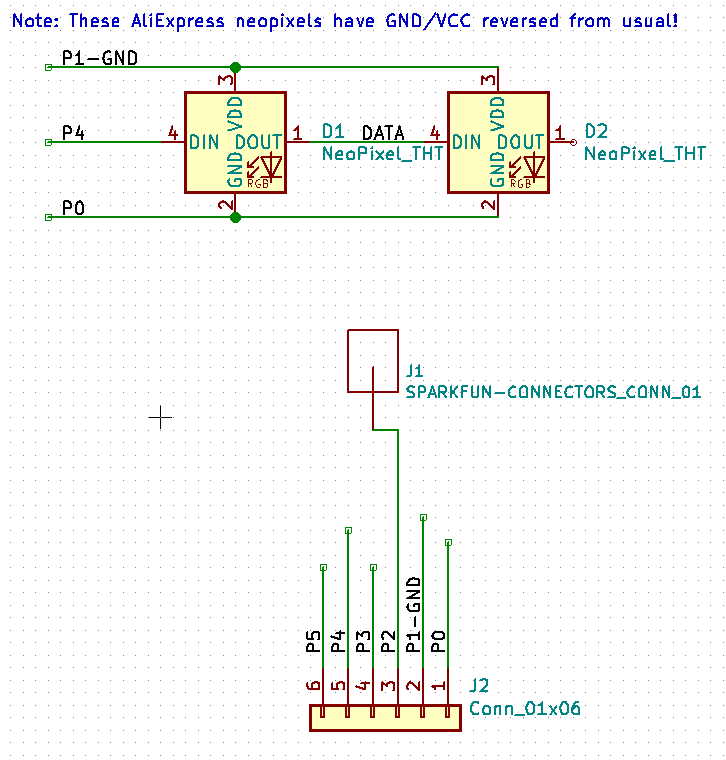 Note: These AliExpress neopixels have GND/VCC reversed from usual!
P1-GND
3
3
P4
4
DIN
VDD
DOUT
1
D1
NeoPixel_THT
DATA
4
DIN
VDD
DOUT
1
D2
NeoPixel_THT
GND
RGB
GND
RGB
P0
2
2
J1
SPARKFUN-CONNECTORS_CONN_01
P5
P4
P3
P2
P1-GND
P0
6
5
4
3
2
1
J2
Conn_01x06